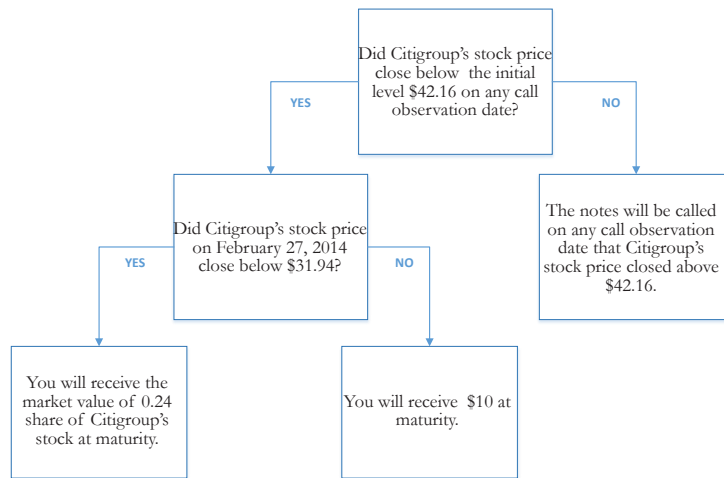 Did Citigroup's stock price
close below the initial
level $42.16 on any call
observation date?
YES
NO
Did Citigroup's stock price
on February 27, 2014
close below $31.94?
The notes will be called
on any call observation
date that Citigroup's
stock price closed above
$42.16.
YES
NO
You will receive the
market value of 0.24
share of Citigroup's
stock at maturity.
You will receive $10 at
maturity.